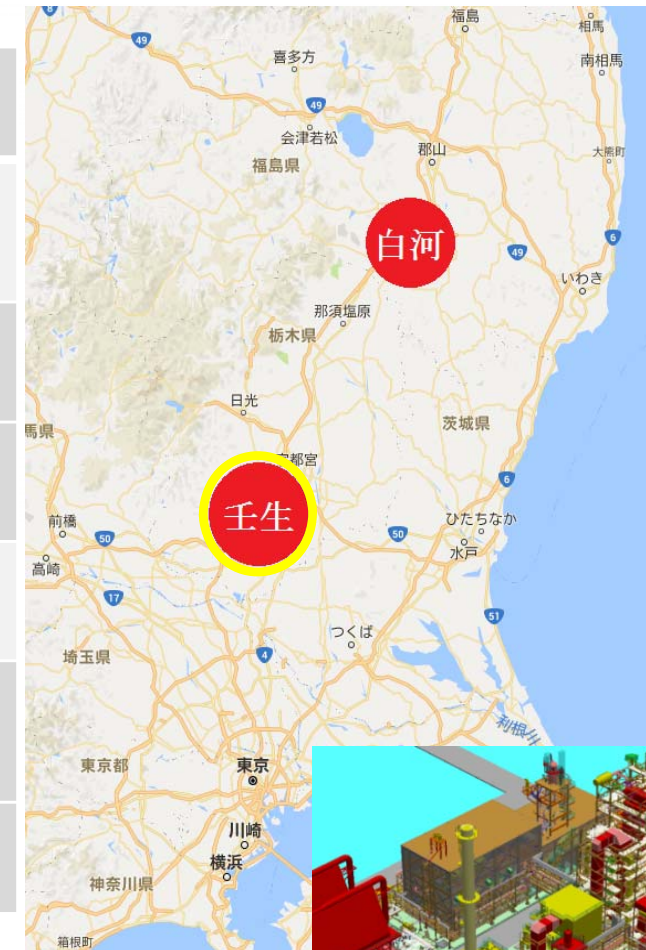 福島
相馬
49
喜多方
南相馬
49
会津若松
郡山
大熊町
福島県
白河
6
49
いわき
那須塩原
栃木県
日光
茨城県
馬県
都宮
6
壬生
ひたちなか
前橋
50
50
水戸
高崎
17
51
つくば
4
埼玉県
利根川
東京都
東京
川崎
横浜
神奈川県
箱根町